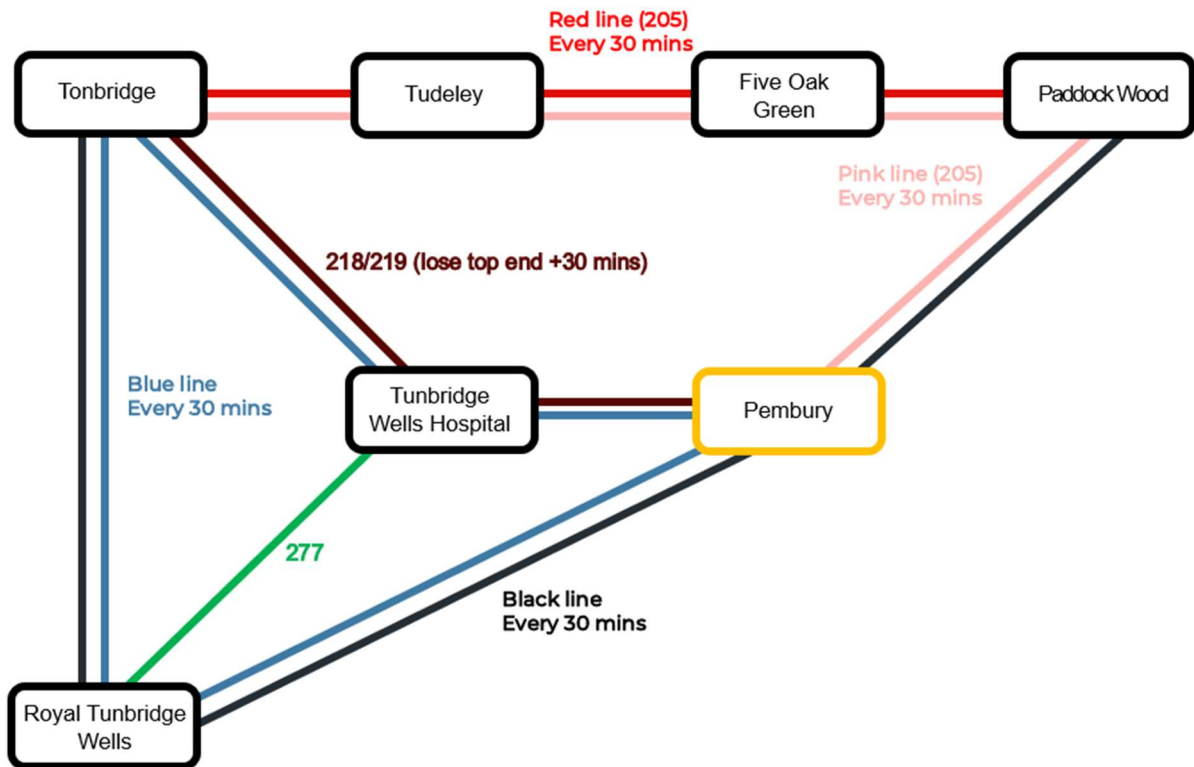 Red line (205)
Every 30 mins
Tonbridge
Tudeley
Five Oak
Green
Paddock Wood
Pink line (205)
Every 30 mins
218/219 (lose top end +30 mins)
Blue line
Every 30 mins
Tunbridge
Wells Hospital
Pembury
277
Black line
Every 30 mins
Royal Tunbridge
Wells